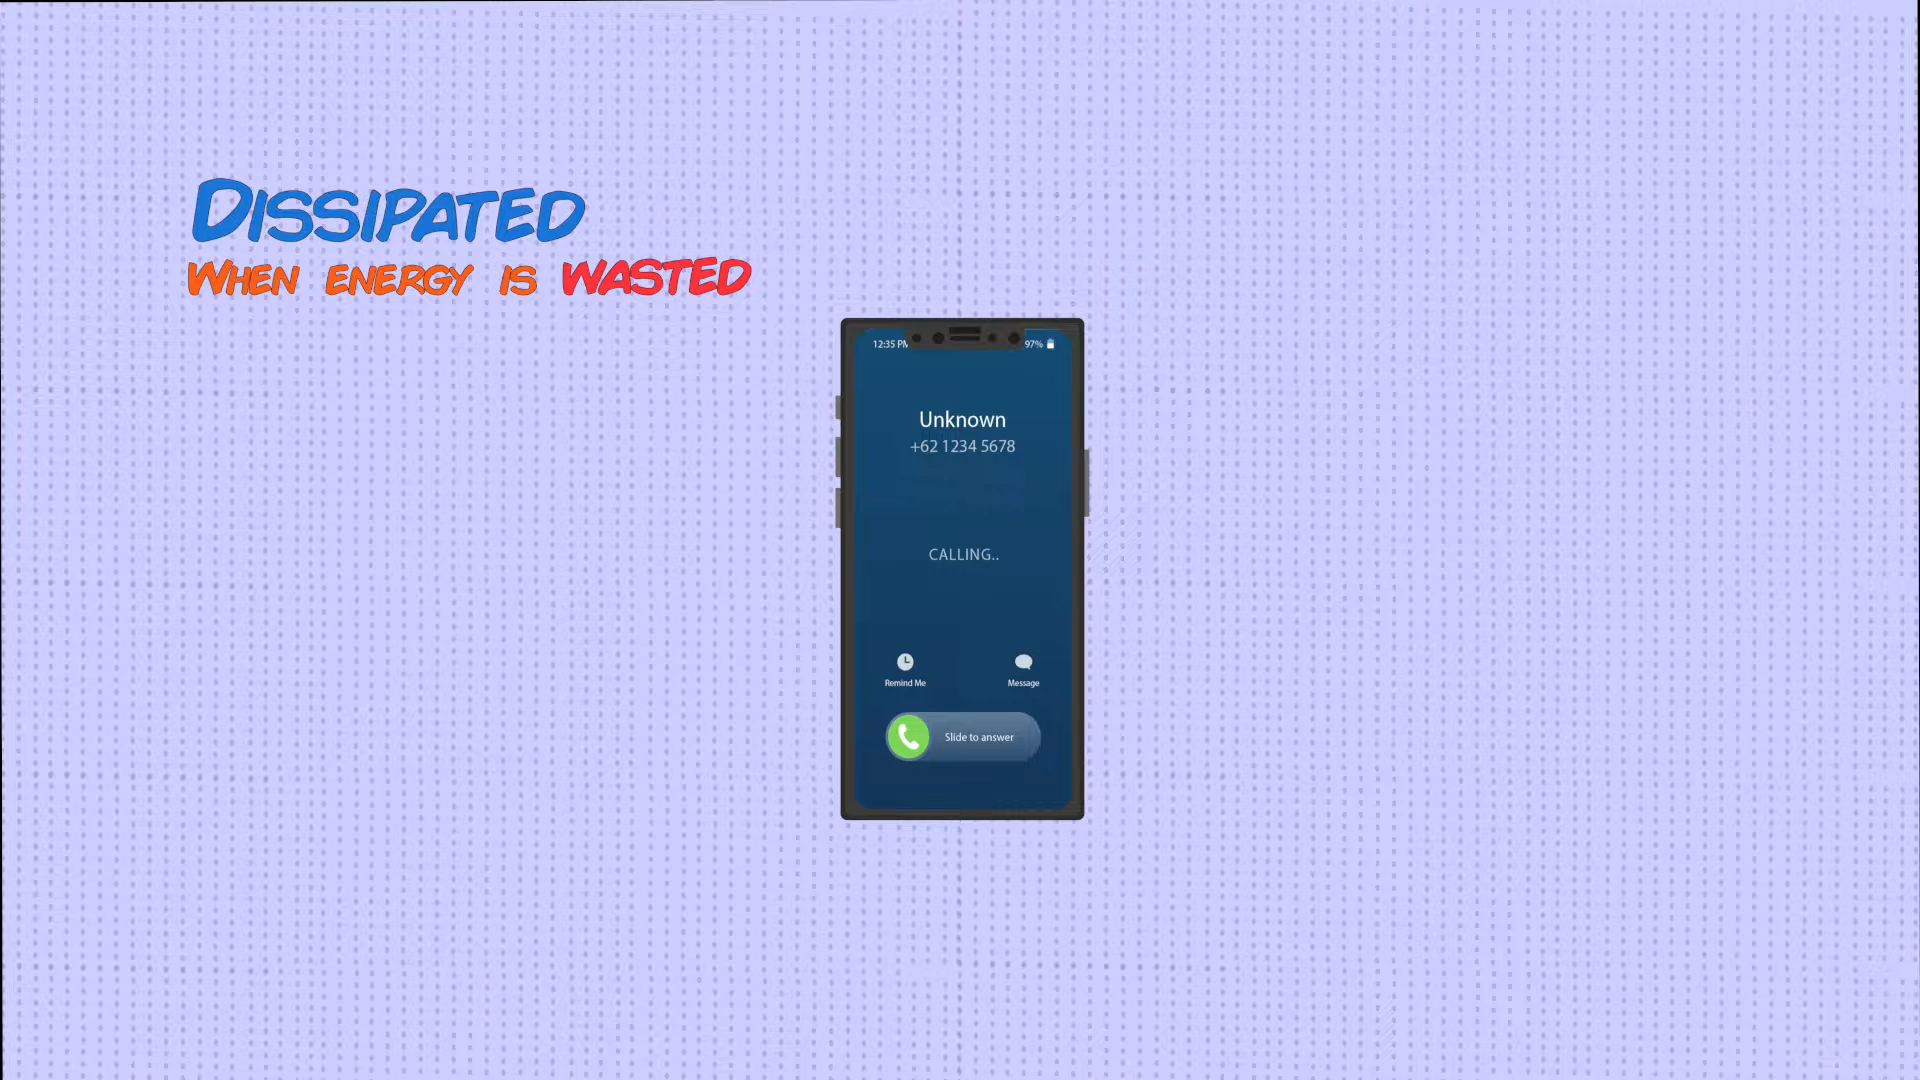 Dissipated
When energy is wasted
12:35 PM 97%
Unknown
+62 1234 5678
CALLING..
Remind Me Message
Slide to answer